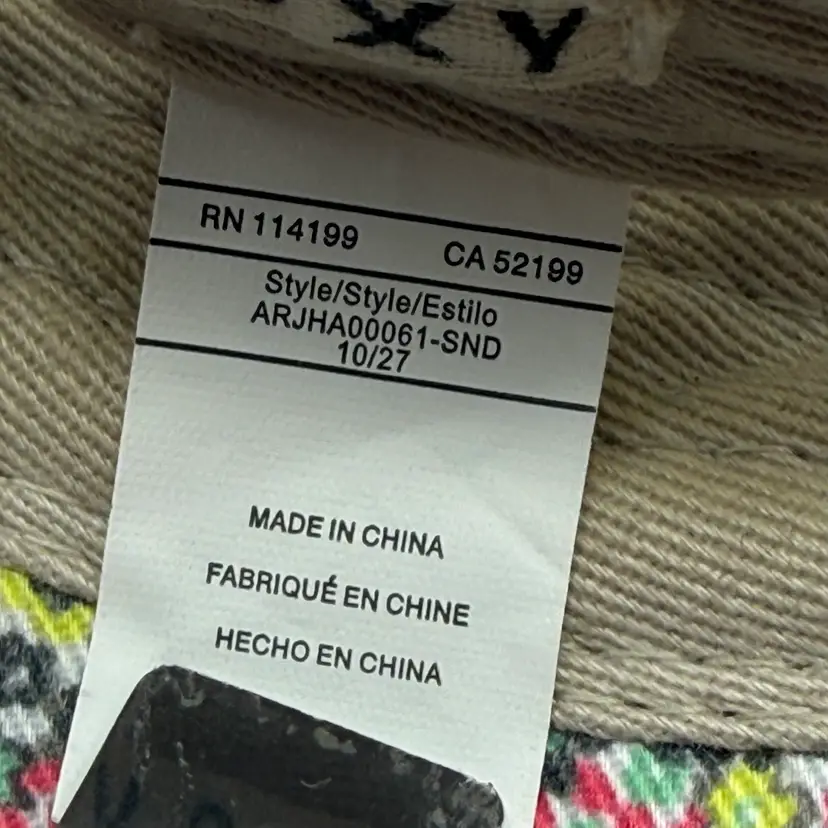 XY
RN 114199 CA 52199
Style/Style/Estilo
ARJHA00061-SND
10/27
MADE IN CHINA
FABRIQUÉ EN CHINE
HECHO EN CHINA